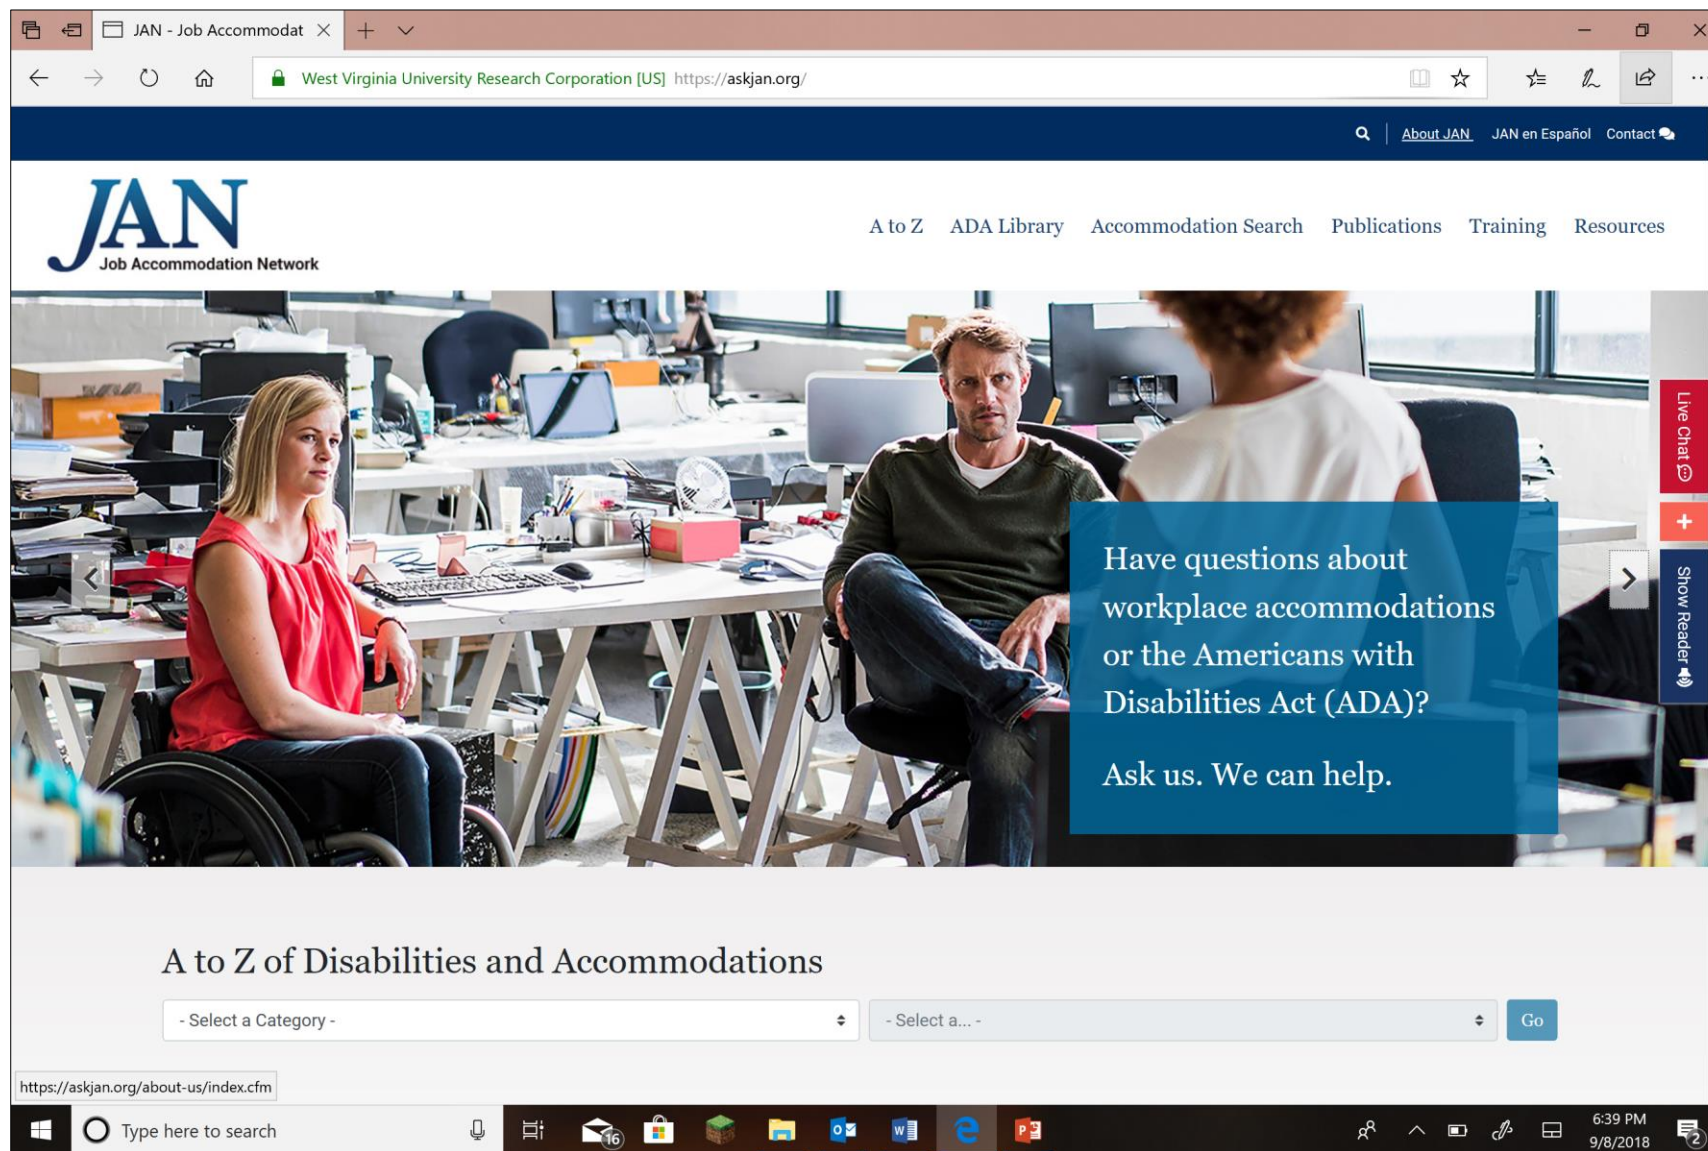 JAN - Job Accommodat
West Virginia University Research Corporation [US] https://askjan.org/
About JAN JAN en Español Contact
JAN
Job Accommodation Network
A to Z ADA Library Accommodation Search Publications Training Resources
Live Chat
+
Show Reader
Have questions about
workplace accommodations
or the Americans with
Disabilities Act (ADA)?
Ask us. We can help.
A to Z of Disabilities and Accommodations
- Select a Category - - Select a... - Go
https://askjan.org/about-us/index.cfm
Type here to search 16 6:39 PM
9/8/2018 2